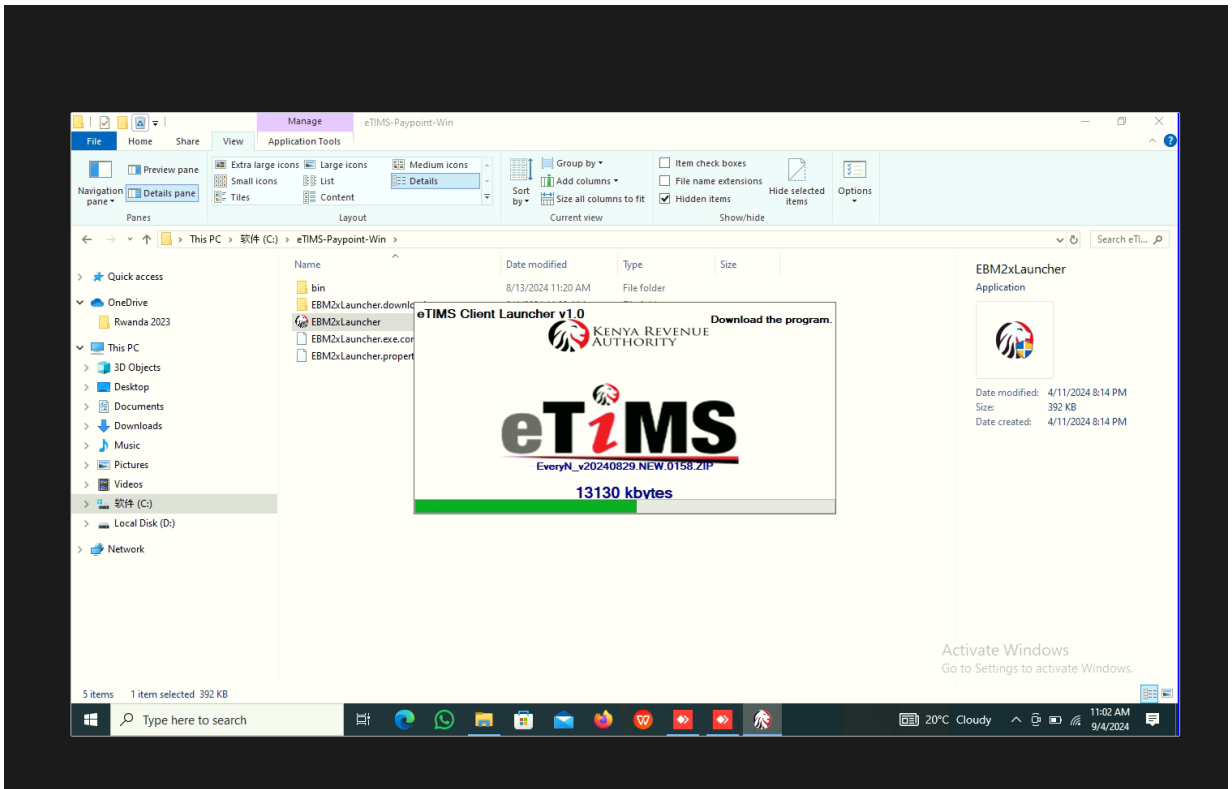 Manage eTIMS-Paypoint-Win
File Home Share View Application Tools
Navigation pane
Preview pane
Details pane
Panes
Extra large icons Large icons Medium icons
Small icons List Details
Tiles Content
Layout
Sort by
Group by
Add columns
Size all columns to fit
Current view
Item check boxes
File name extensions
Hidden items
Hide selected items
Show/hide
Options
This PC > 软件 (C:) > eTIMS-Paypoint-Win >
Search eTI...
Quick access
OneDrive
Rwanda 2023
This PC
3D Objects
Desktop
Documents
Downloads
Music
Pictures
Videos
软件 (C:)
Local Disk (D:)
Network
Name Date modified Type Size
bin 8/13/2024 11:20 AM File folder
EBM2xLauncher.downlo
EBM2xLauncher
EBM2xLauncher.exe.cor
EBM2xLauncher.propert
eTIMS Client Launcher v1.0
Download the program.
KENYA REVENUE
AUTHORITY
eTiMS
EveryN_v20240829.NEW.0158.ZIP
13130 kbytes
EBM2xLauncher
Application
Date modified: 4/11/2024 8:14 PM
Size: 392 KB
Date created: 4/11/2024 8:14 PM
Activate Windows
Go to Settings to activate Windows.
5 items 1 item selected 392 KB
Type here to search
20°C Cloudy
11:02 AM
9/4/2024